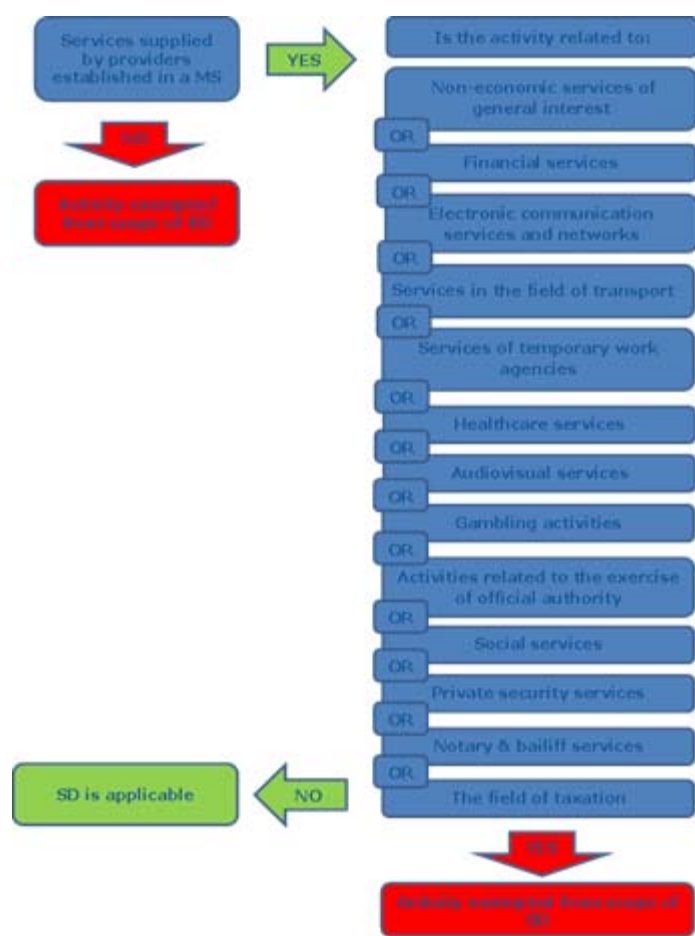 Services supplied
by providers
established in a MS
YES
NO
Activity exempted
from scope of SD
Is the activity related to:
Non-economic services of
general interest
OR
Financial services
OR
Electronic communication
services and networks
OR
Services in the field of transport
OR
Services of temporary work
agencies
OR
Healthcare services
OR
Audiovisual services
OR
Gambling activities
OR
Activities related to the exercise
of official authority
OR
Social services
OR
Private security services
OR
Notary & bailiff services
OR
The field of taxation
NO
SD is applicable
YES
Activity exempted from scope of
SD